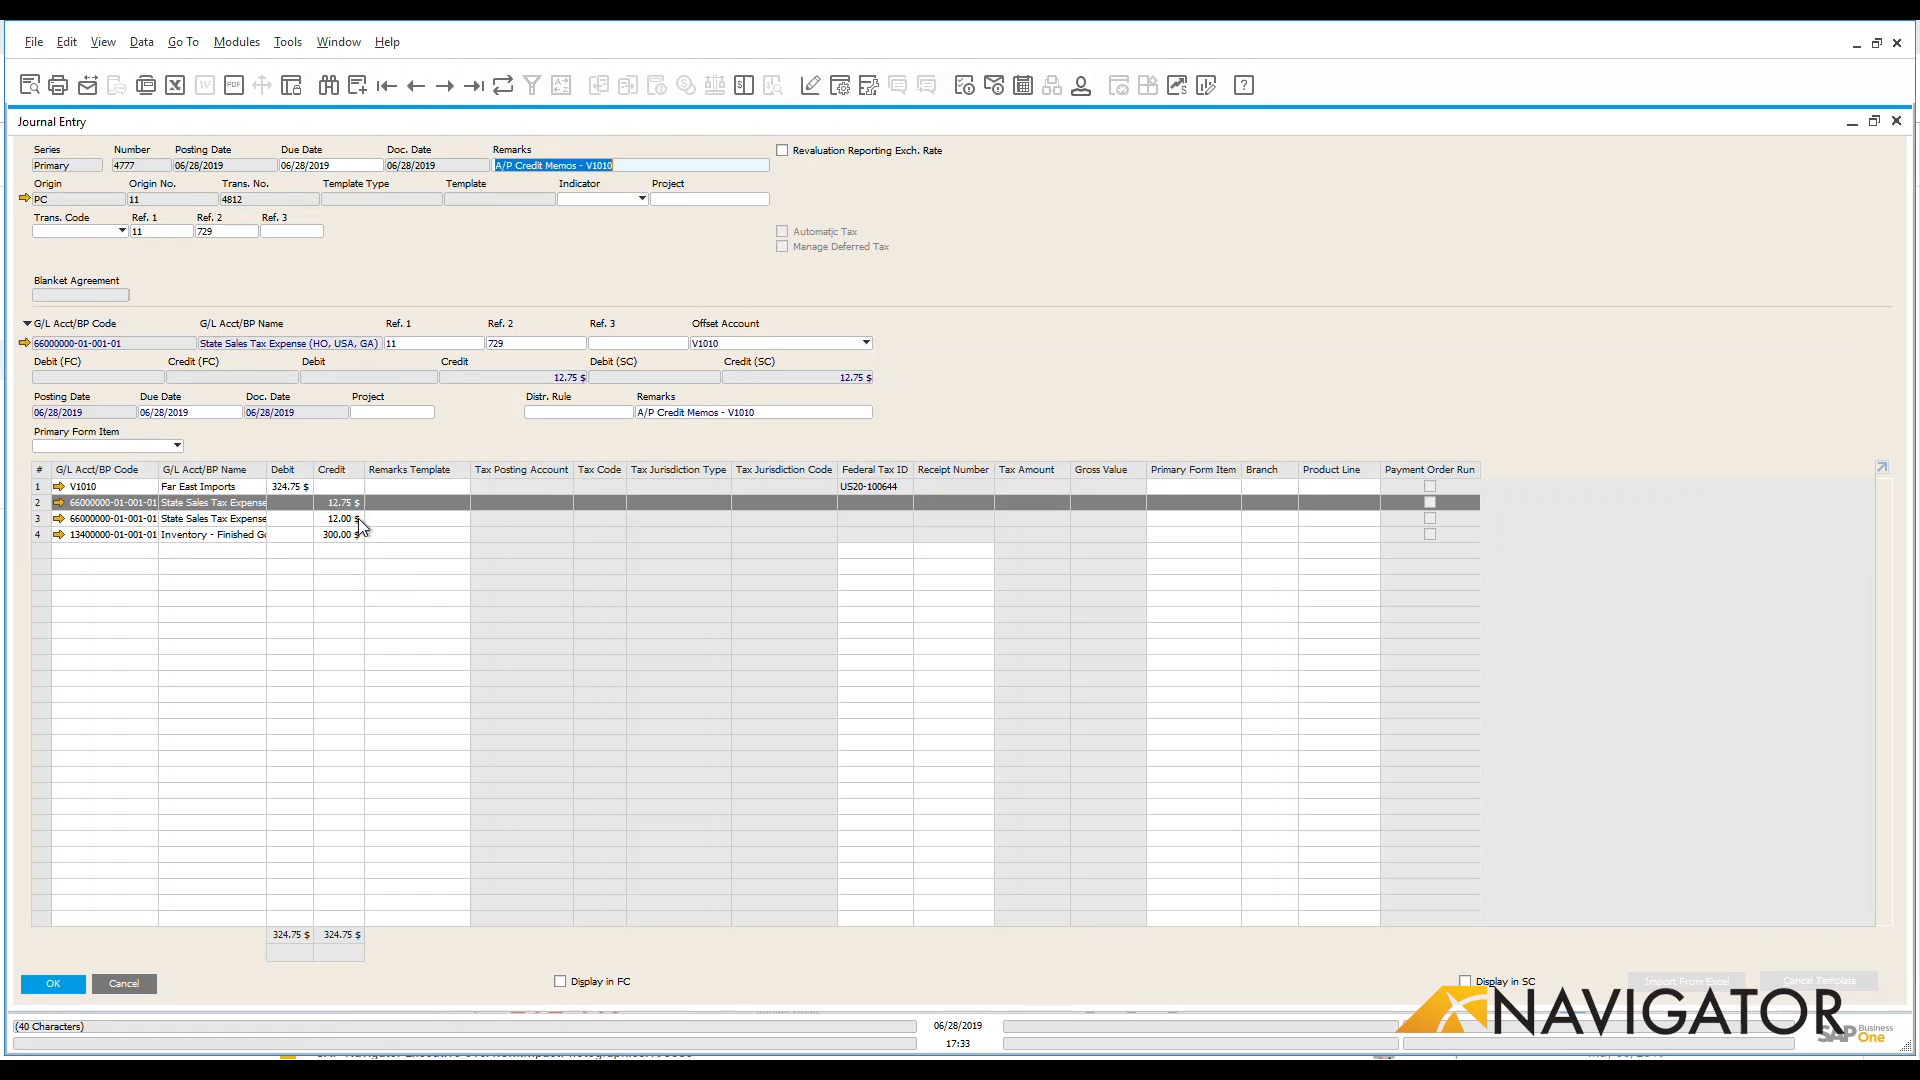 File Edit View Data Go To Modules Tools Window Help
Journal Entry
Series Number Posting Date Due Date Doc. Date Remarks
Revaluation Reporting Exch. Rate
Primary 4777 06/28/2019 06/28/2019 06/28/2019 A/P Credit Memos - V1010
Origin Origin No. Trans. No. Template Type Template Indicator Project
PC 11 4812
Trans. Code Ref. 1 Ref. 2 Ref. 3
11 729
Automatic Tax
Manage Deferred Tax
Blanket Agreement
G/L Acct/BP Code G/L Acct/BP Name Ref. 1 Ref. 2 Ref. 3 Offset Account
66000000-01-001-01 State Sales Tax Expense (HO, USA, GA) 11 729 V1010
Debit (FC) Credit (FC) Debit Credit Debit (SC) Credit (SC)
12.75 $ 12.75 $
Posting Date Due Date Doc. Date Project Distr. Rule Remarks
06/28/2019 06/28/2019 06/28/2019 A/P Credit Memos - V1010
Primary Form Item
# G/L Acct/BP Code G/L Acct/BP Name Debit Credit Remarks Template Tax Posting Account Tax Code Tax Jurisdiction Type Tax Jurisdiction Code Federal Tax ID Receipt Number Tax Amount Gross Value Primary Form Item Branch Product Line Payment Order Run
1 V1010 Far East Imports 324.75 $ US20-100644
2 66000000-01-001-01 State Sales Tax Expense 12.75 $
3 66000000-01-001-01 State Sales Tax Expense 12.00 $
4 13400000-01-001-01 Inventory - Finished Go 300.00 $
324.75 $ 324.75 $
OK Cancel Display in FC Display in SC Import From Excel Cancel Template
NAVIGATOR
SAP Business One
(40 Characters) 06/28/2019
17:33